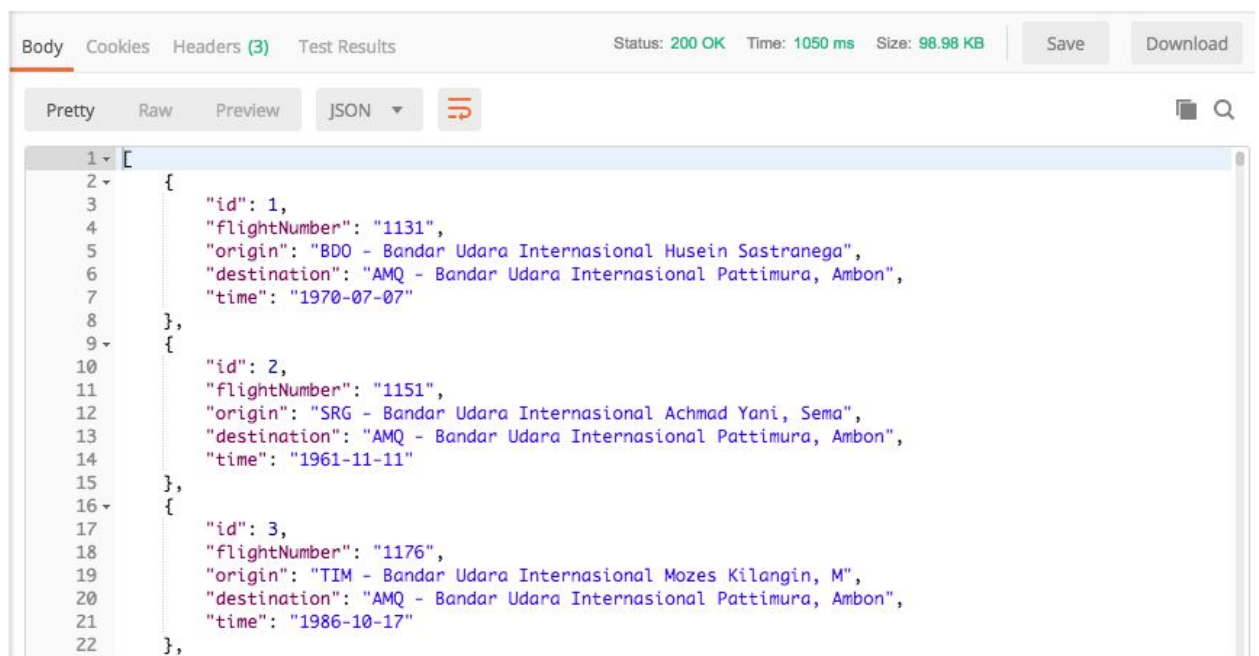 Body Cookies Headers (3) Test Results Status: 200 OK Time: 1050 ms Size: 98.98 KB Save Download
Pretty Raw Preview JSON
1 [
2 {
3 "id": 1,
4 "flightNumber": "1131",
5 "origin": "BDO - Bandar Udara Internasional Husein Sastranega",
6 "destination": "AMQ - Bandar Udara Internasional Pattimura, Ambon",
7 "time": "1970-07-07"
8 },
9 {
10 "id": 2,
11 "flightNumber": "1151",
12 "origin": "SRG - Bandar Udara Internasional Achmad Yani, Sema",
13 "destination": "AMQ - Bandar Udara Internasional Pattimura, Ambon",
14 "time": "1961-11-11"
15 },
16 {
17 "id": 3,
18 "flightNumber": "1176",
19 "origin": "TIM - Bandar Udara Internasional Mozes Kilangin, M",
20 "destination": "AMQ - Bandar Udara Internasional Pattimura, Ambon",
21 "time": "1986-10-17"
22 },